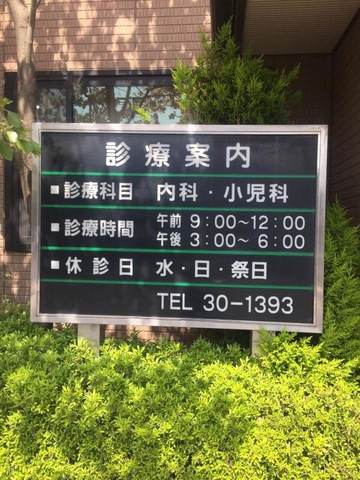 診療案内
■診療科目 内科・小児科
■診療時間 午前 9:00〜12:00
午後 3:00〜 6:00
■休診日 水・日・祭日
TEL 30-1393